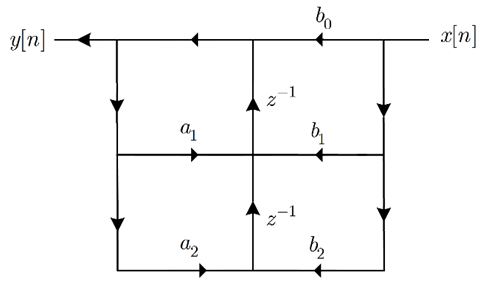 y[n] b₀ x[n]
z⁻¹
a₁ b₁
z⁻¹
a₂ b₂